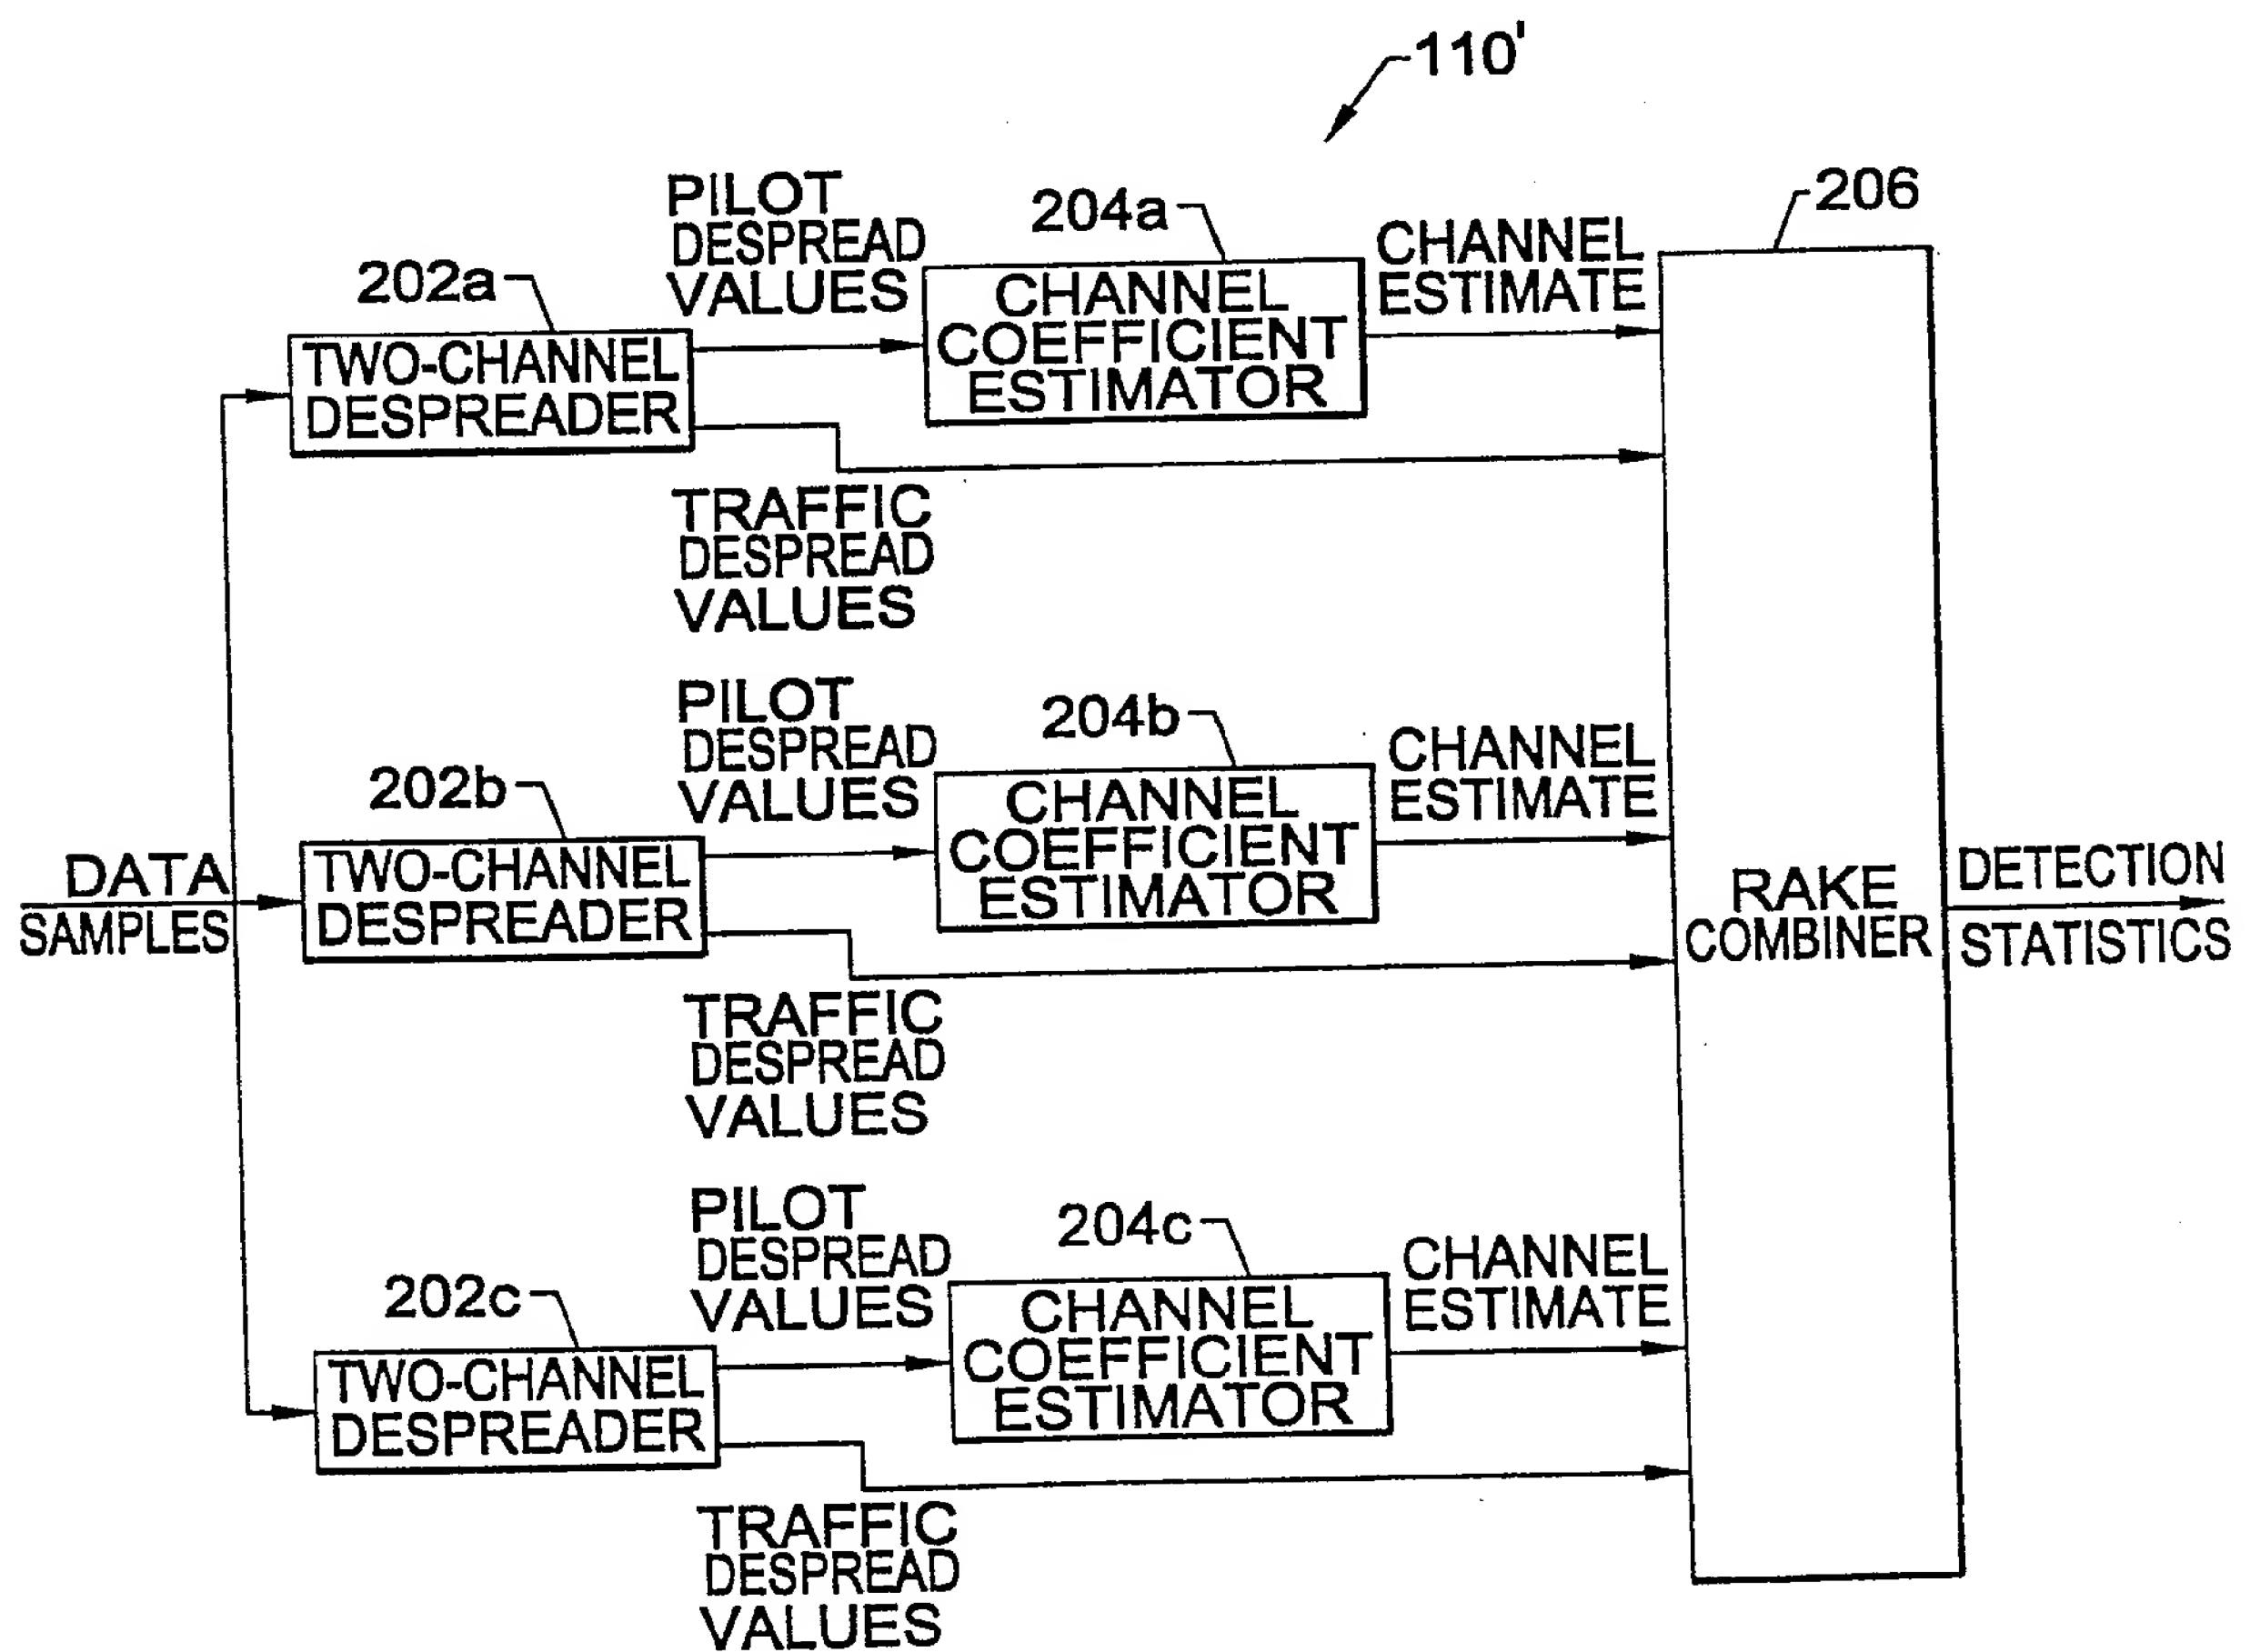 110'
PILOT
DESPREAD
VALUES
204a
CHANNEL
ESTIMATE
206
202a
CHANNEL
COEFFICIENT
ESTIMATOR
TWO-CHANNEL
DESPREADER
TRAFFIC
DESPREAD
VALUES
PILOT
DESPREAD
VALUES
204b
CHANNEL
ESTIMATE
202b
CHANNEL
COEFFICIENT
ESTIMATOR
DATA
SAMPLES
TWO-CHANNEL
DESPREADER
RAKE
COMBINER
DETECTION
STATISTICS
TRAFFIC
DESPREAD
VALUES
PILOT
DESPREAD
VALUES
204c
CHANNEL
ESTIMATE
202c
CHANNEL
COEFFICIENT
ESTIMATOR
TWO-CHANNEL
DESPREADER
TRAFFIC
DESPREAD
VALUES